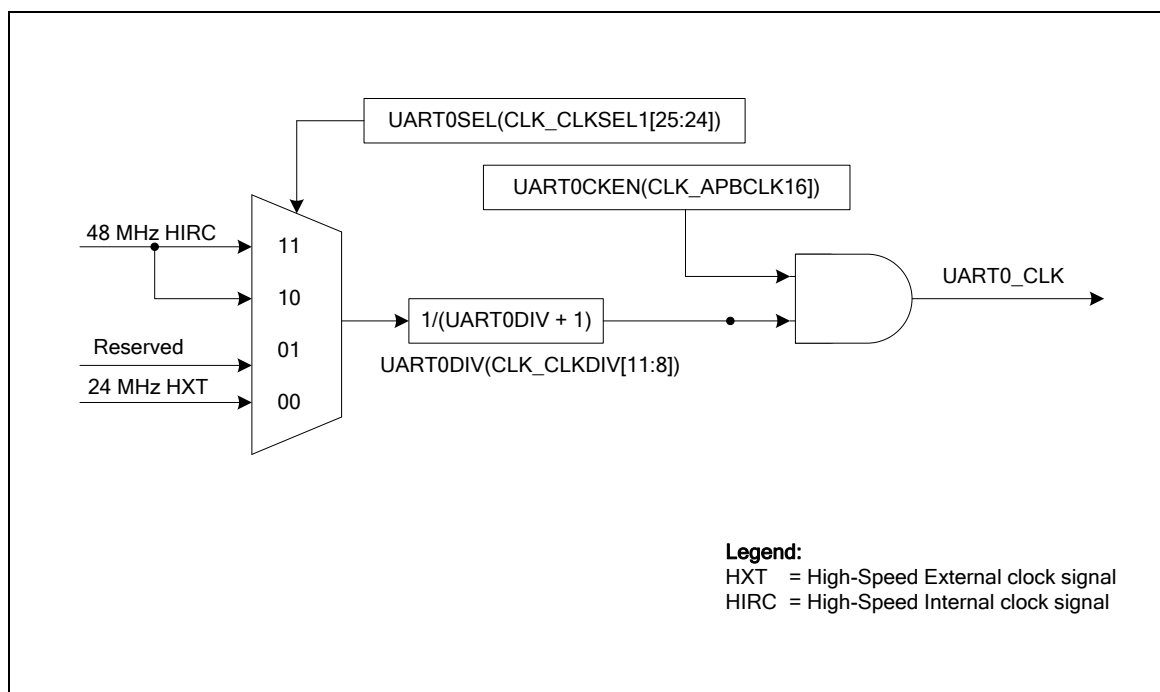 UART0SEL(CLK_CLKSEL1[25:24])
UART0CKEN(CLK_APBCLK16])
48 MHz HIRC
11
UART0_CLK
10
1/(UART0DIV + 1)
Reserved
01
UART0DIV(CLK_CLKDIV[11:8])
24 MHz HXT
00
Legend:
HXT = High-Speed External clock signal
HIRC = High-Speed Internal clock signal